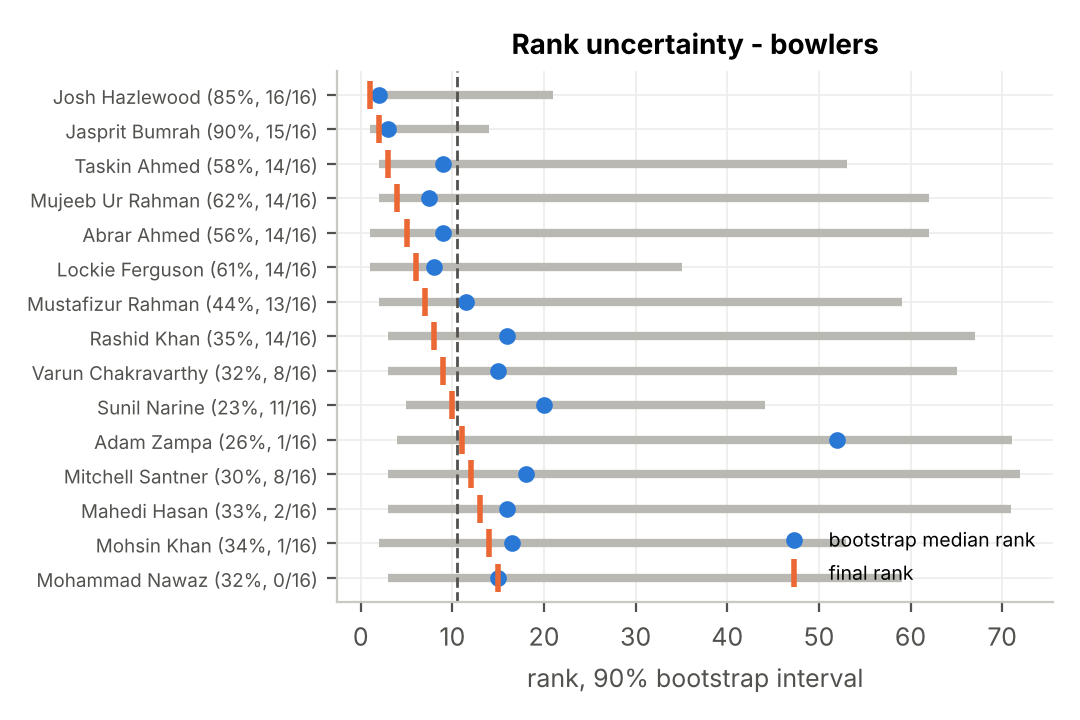 Rank uncertainty - bowlers
Josh Hazlewood (85%, 16/16)
Jasprit Bumrah (90%, 15/16)
Taskin Ahmed (58%, 14/16)
Mujeeb Ur Rahman (62%, 14/16)
Abrar Ahmed (56%, 14/16)
Lockie Ferguson (61%, 14/16)
Mustafizur Rahman (44%, 13/16)
Rashid Khan (35%, 14/16)
Varun Chakravarthy (32%, 8/16)
Sunil Narine (23%, 11/16)
Adam Zampa (26%, 1/16)
Mitchell Santner (30%, 8/16)
Mahedi Hasan (33%, 2/16)
Mohsin Khan (34%, 1/16)
Mohammad Nawaz (32%, 0/16)
bootstrap median rank
final rank
0 10 20 30 40 50 60 70
rank, 90% bootstrap interval